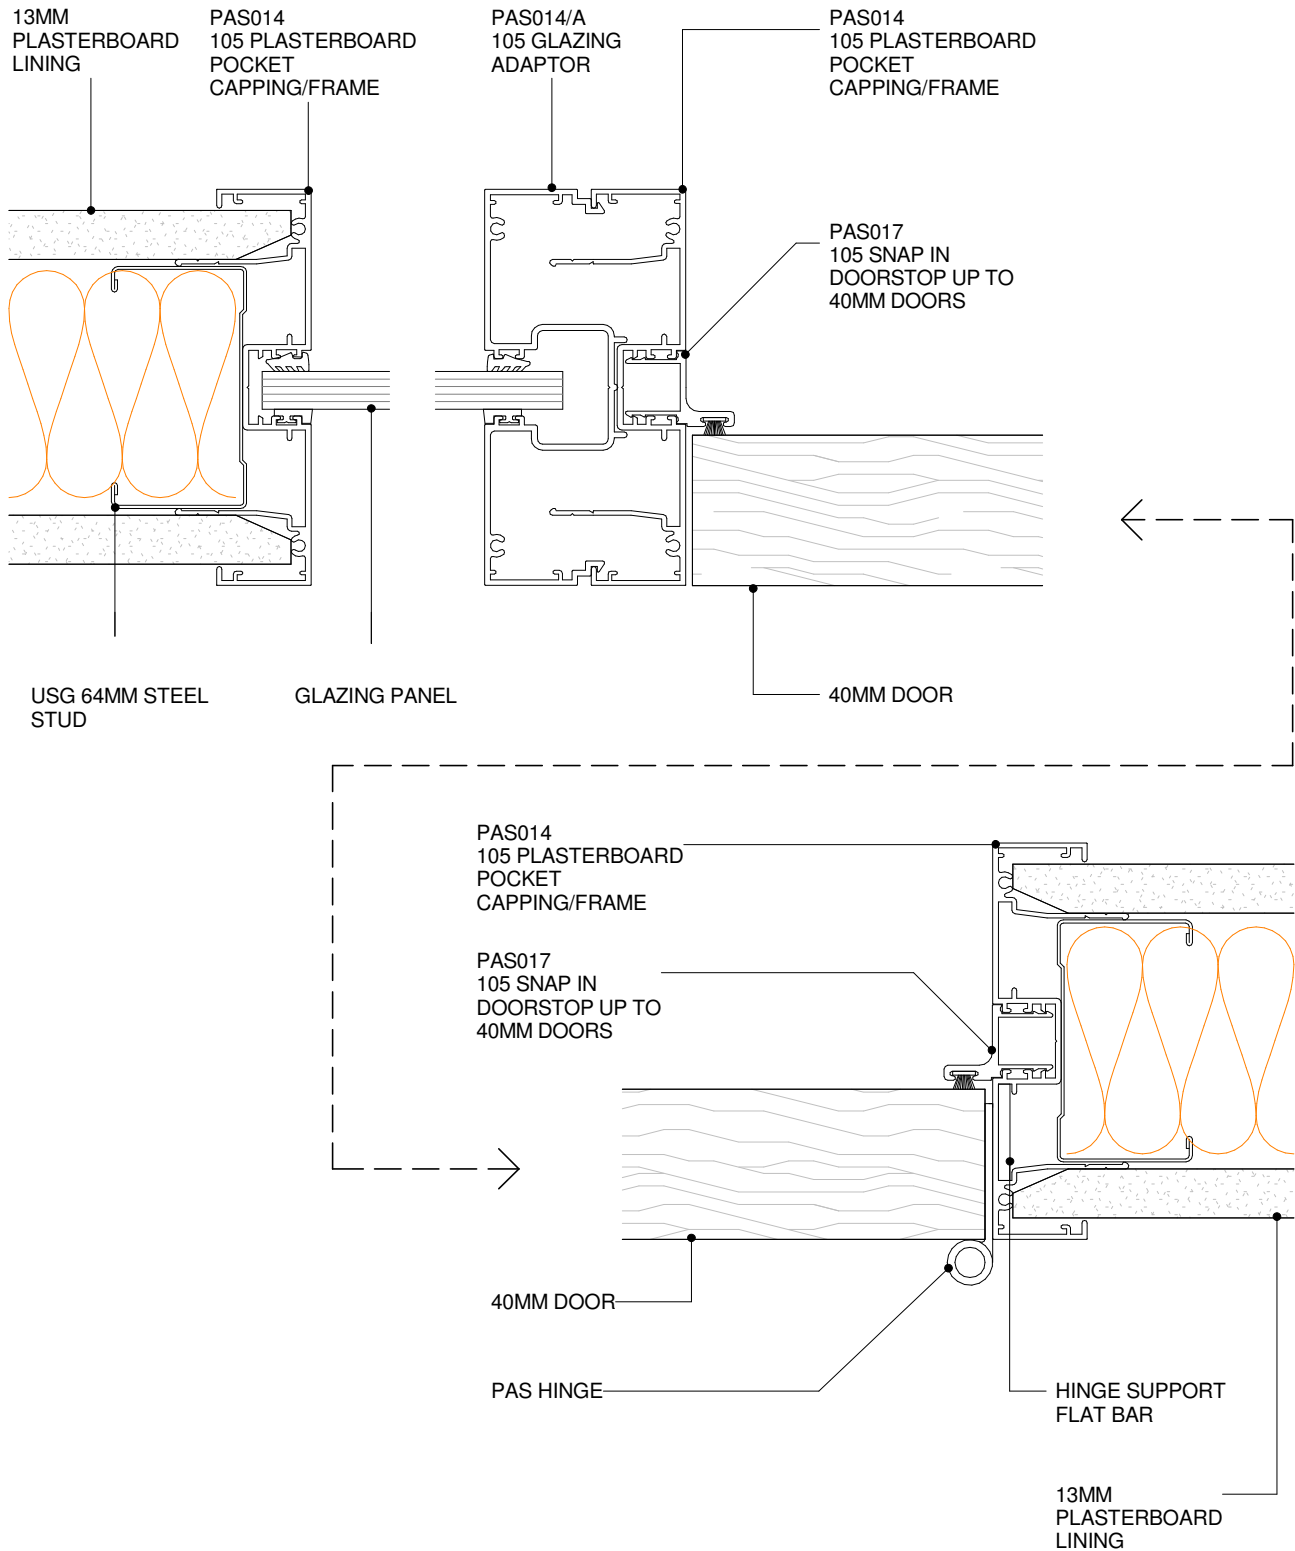 13MM
PLASTERBOARD
LINING
PAS014
105 PLASTERBOARD
POCKET
CAPPING/FRAME
PAS014/A
105 GLAZING
ADAPTOR
PAS014
105 PLASTERBOARD
POCKET
CAPPING/FRAME
PAS017
105 SNAP IN
DOORSTOP UP TO
40MM DOORS
USG 64MM STEEL
STUD
GLAZING PANEL
40MM DOOR
PAS014
105 PLASTERBOARD
POCKET
CAPPING/FRAME
PAS017
105 SNAP IN
DOORSTOP UP TO
40MM DOORS
40MM DOOR
PAS HINGE
HINGE SUPPORT
FLAT BAR
13MM
PLASTERBOARD
LINING